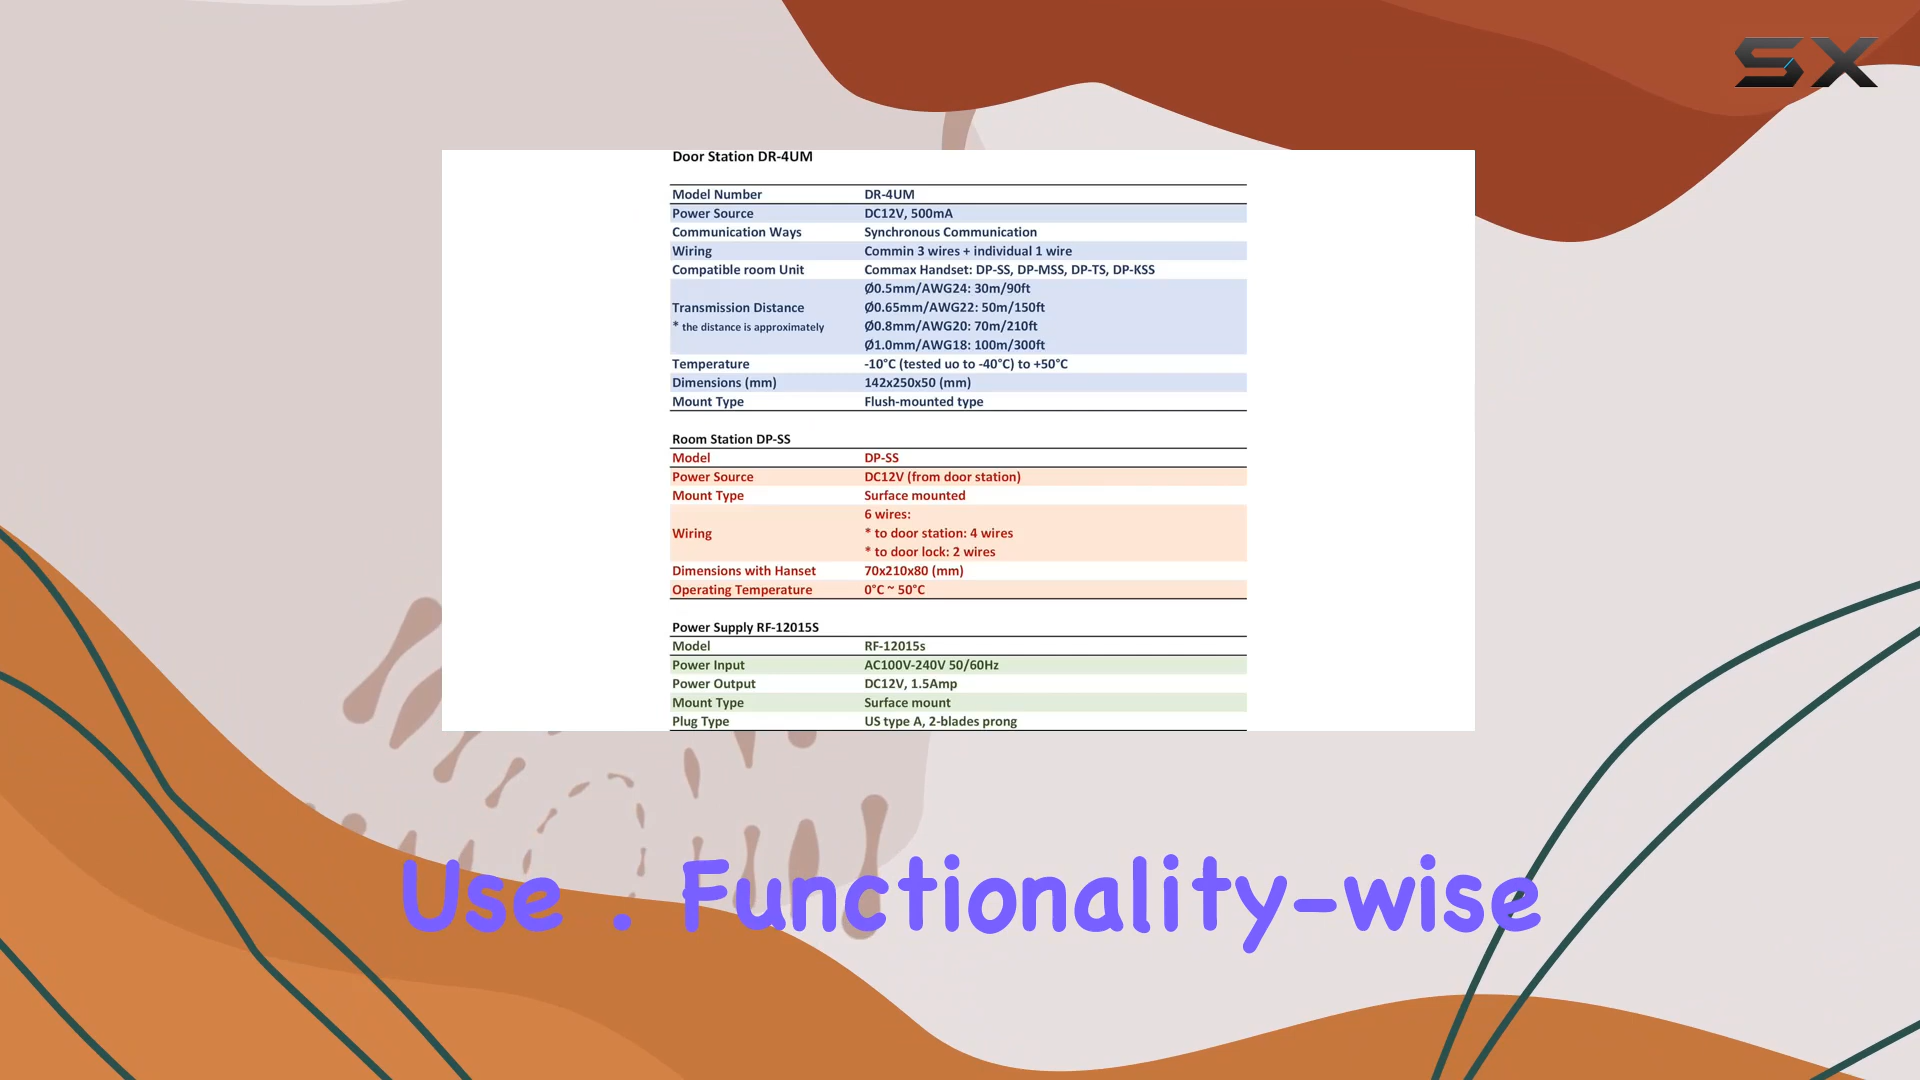 SX
Door Station DR-4UM
Model Number DR-4UM
Power Source DC12V, 500mA
Communication Ways Synchronous Communication
Wiring Commin 3 wires + individual 1 wire
Compatible room Unit Commax Handset: DP-SS, DP-MSS, DP-TS, DP-KSS
Ø0.5mm/AWG24: 30m/90ft
Transmission Distance Ø0.65mm/AWG22: 50m/150ft
* the distance is approximately Ø0.8mm/AWG20: 70m/210ft
Ø1.0mm/AWG18: 100m/300ft
Temperature -10°C (tested uo to -40°C) to +50°C
Dimensions (mm) 142x250x50 (mm)
Mount Type Flush-mounted type
Room Station DP-SS
Model DP-SS
Power Source DC12V (from door station)
Mount Type Surface mounted
6 wires:
Wiring * to door station: 4 wires
* to door lock: 2 wires
Dimensions with Hanset 70x210x80 (mm)
Operating Temperature 0°C ~ 50°C
Power Supply RF-12015S
Model RF-12015s
Power Input AC100V-240V 50/60Hz
Power Output DC12V, 1.5Amp
Mount Type Surface mount
Plug Type US type A, 2-blades prong
Use . Functionality-wise